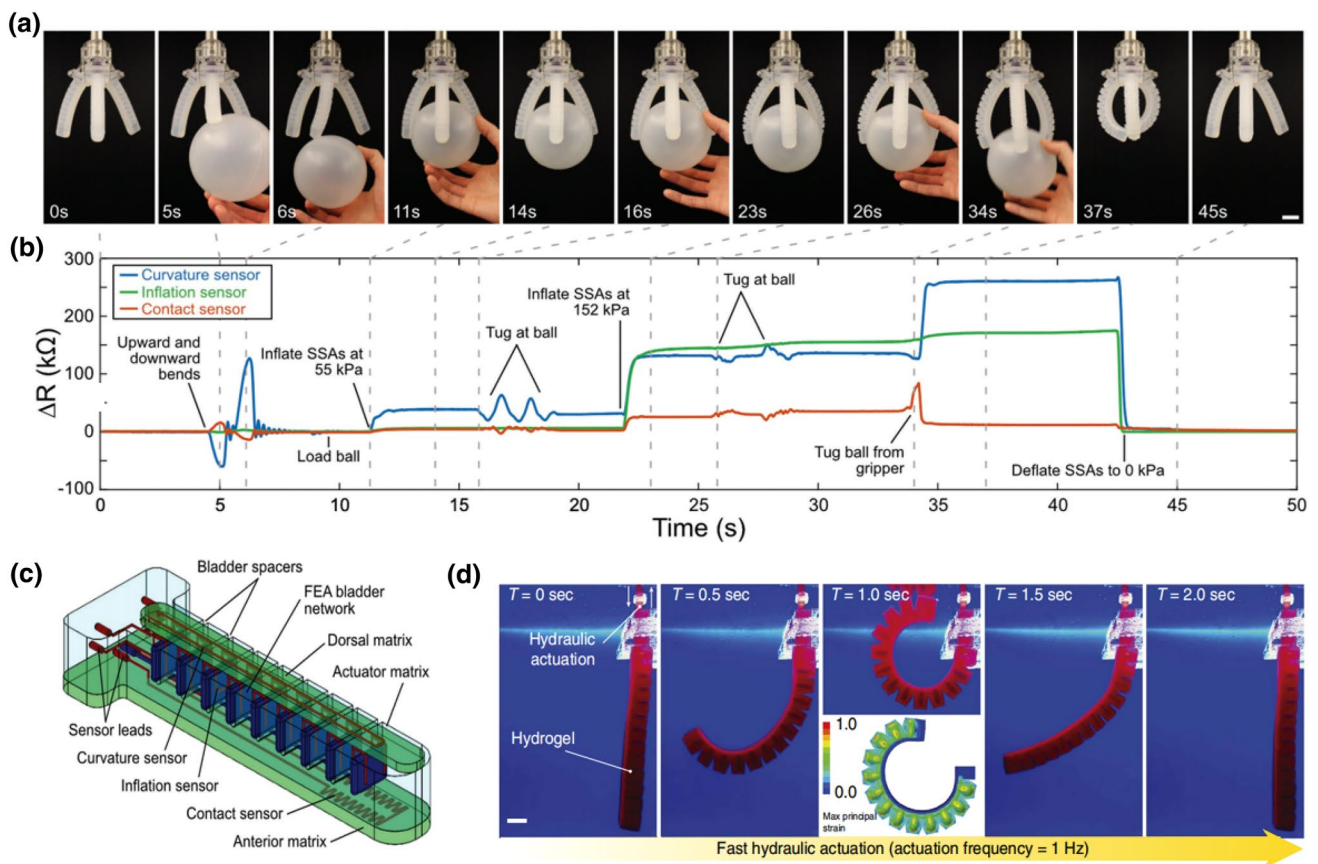 (a)
0s 5s 6s 11s 14s 16s 23s 26s 34s 37s 45s
(b)
300
200
100
0
-100
ΔR (kΩ)
Curvature sensor
Inflation sensor
Contact sensor
Upward and
downward
bends
Inflate SSAs at
55 kPa
Load ball
Tug at ball
Inflate SSAs at
152 kPa
Tug at ball
Tug ball from
gripper
Deflate SSAs to 0 kPa
0 5 10 15 20 25 30 35 40 45 50
Time (s)
(c)
Bladder spacers
FEA bladder
network
Dorsal matrix
Actuator matrix
Sensor leads
Curvature sensor
Inflation sensor
Contact sensor
Anterior matrix
(d)
T = 0 sec
T = 0.5 sec
T = 1.0 sec
T = 1.5 sec
T = 2.0 sec
Hydraulic
actuation
Hydrogel
1.0
0.0
Max principal
strain
Fast hydraulic actuation (actuation frequency = 1 Hz)